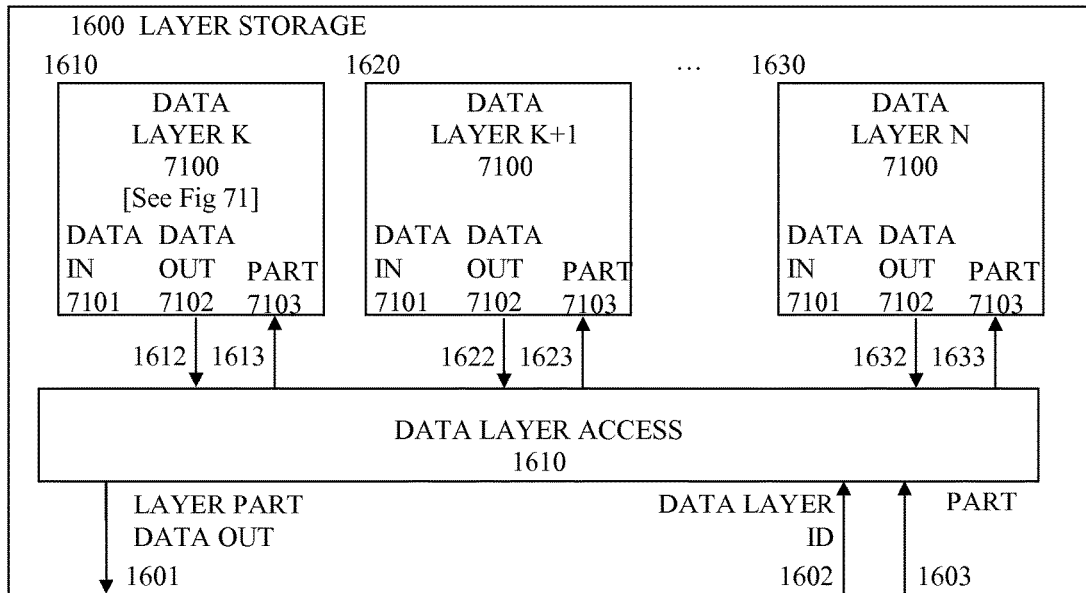 1600 LAYER STORAGE
1610 1620 ... 1630
DATA
LAYER K
7100
[See Fig 71]
DATA IN 7101
DATA OUT 7102
PART 7103
DATA
LAYER K+1
7100
DATA IN 7101
DATA OUT 7102
PART 7103
DATA
LAYER N
7100
DATA IN 7101
DATA OUT 7102
PART 7103
1612 1613 1622 1623 1632 1633
DATA LAYER ACCESS
1610
LAYER PART
DATA OUT
1601
DATA LAYER
ID
1602
PART
1603